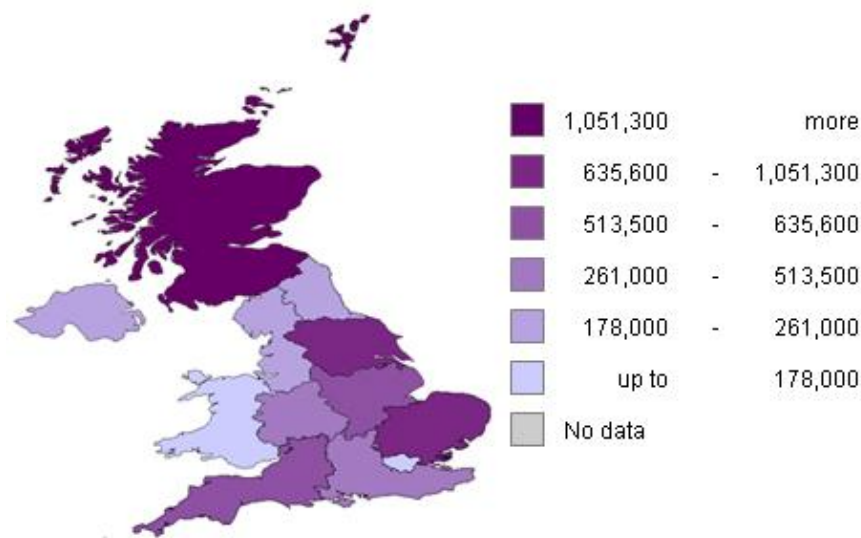 1,051,300 more
635,600 - 1,051,300
513,500 - 635,600
261,000 - 513,500
178,000 - 261,000
up to 178,000
No data